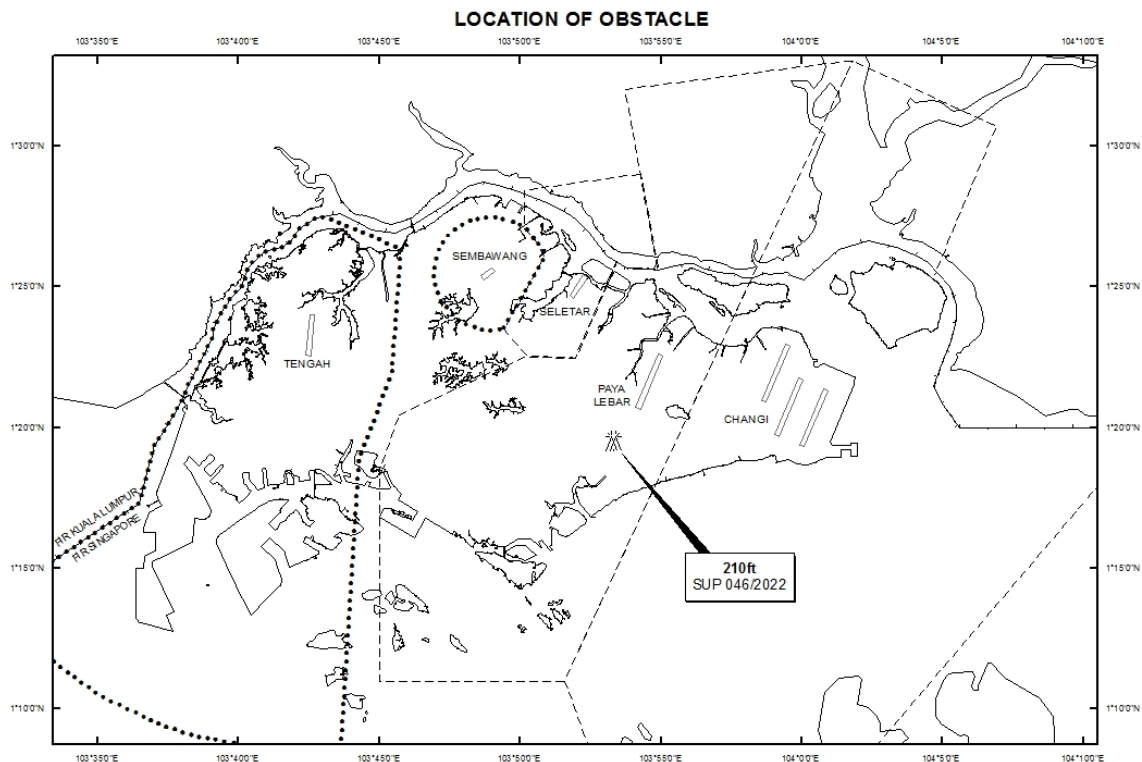 LOCATION OF OBSTACLE
103°35'0"E 103°40'0"E 103°45'0"E 103°50'0"E 103°55'0"E 104°0'0"E 104°5'0"E 104°10'0"E
1°30'0"N 1°30'0"N
SEMBAWANG
1°25'0"N 1°25'0"N
SELETAR
TENGAH
PAYA
LEBAR
CHANGI
1°20'0"N 1°20'0"N
FIR KUALA LUMPUR
FIR SINGAPORE
1°15'0"N 1°15'0"N
210ft
SUP 046/2022
1°10'0"N 1°10'0"N
103°35'0"E 103°40'0"E 103°45'0"E 103°50'0"E 103°55'0"E 104°0'0"E 104°5'0"E 104°10'0"E